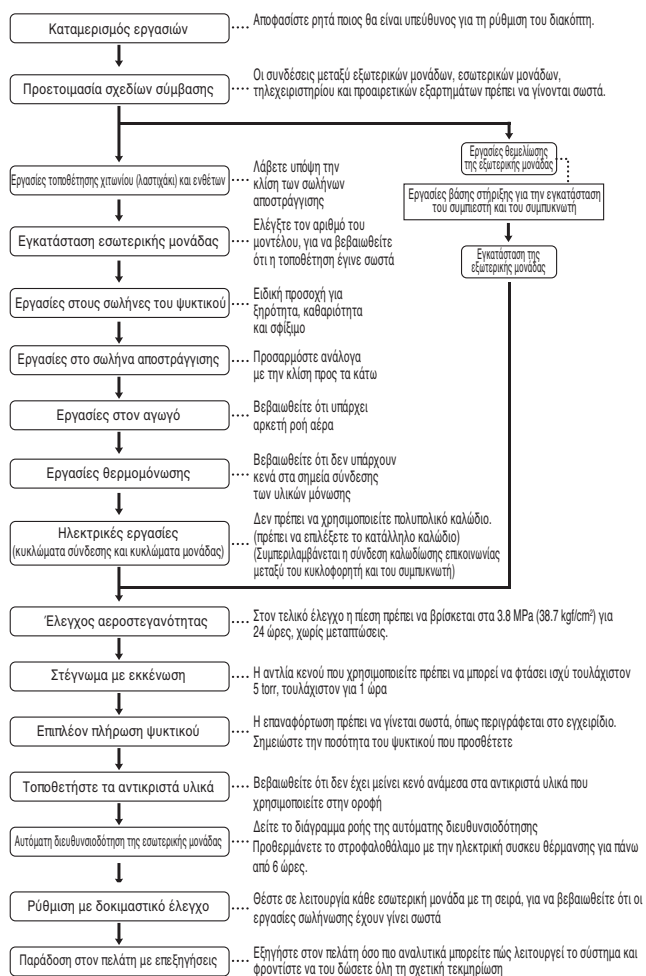 Καταμερισμός εργασιών
Αποφασίστε ρητά ποιος θα είναι υπεύθυνος για τη ρύθμιση του διακόπτη.
Προετοιμασία σχεδίων σύμβασης
Οι συνδέσεις μεταξύ εξωτερικών μονάδων, εσωτερικών μονάδων,
τηλεχειριστηρίου και προαιρετικών εξαρτημάτων πρέπει να γίνονται σωστά.
Εργασίες τοποθέτησης χιτωνίου (λαστιχάκι) και ενθέτων
Λάβετε υπόψη την
κλίση των σωλήνων
αποστράγγισης
Εργασίες θεμελίωσης
της εξωτερικής μονάδας
Εργασίες βάσης στήριξης για την εγκατάσταση
του συμπιεστή και του συμπυκνωτή
Εγκατάσταση της
εξωτερικής μονάδας
Εγκατάσταση εσωτερικής μονάδας
Ελέγξτε τον αριθμό του
μοντέλου, για να βεβαιωθείτε
ότι η τοποθέτηση έγινε σωστά
Εργασίες στους σωλήνες του ψυκτικού
Ειδική προσοχή για
ξηρότητα, καθαριότητα
και σφίξιμο
Εργασίες στο σωλήνα αποστράγγισης
Προσαρμόστε ανάλογα
με την κλίση προς τα κάτω
Εργασίες στον αγωγό
Βεβαιωθείτε ότι υπάρχει
αρκετή ροή αέρα
Εργασίες θερμομόνωσης
Βεβαιωθείτε ότι δεν υπάρχουν
κενά στα σημεία σύνδεσης
των υλικών μόνωσης
Ηλεκτρικές εργασίες
(κυκλώματα σύνδεσης και κυκλώματα μονάδας)
Δεν πρέπει να χρησιμοποιείτε πολυπολικό καλώδιο.
(πρέπει να επιλέξετε το κατάλληλο καλώδιο)
(Συμπεριλαμβάνεται η σύνδεση καλωδίωσης επικοινωνίας
μεταξύ του κυκλοφορητή και του συμπυκνωτή)
Έλεγχος αεροστεγανότητας
Στον τελικό έλεγχο η πίεση πρέπει να βρίσκεται στα 3.8 MPa (38.7 kgf/cm²) για
24 ώρες, χωρίς μεταπτώσεις.
Στέγνωμα με εκκένωση
Η αντλία κενού που χρησιμοποιείτε πρέπει να μπορεί να φτάσει ισχύ τουλάχιστον
5 torr, τουλάχιστον για 1 ώρα
Επιπλέον πλήρωση ψυκτικού
Η επαναφόρτωση πρέπει να γίνεται σωστά, όπως περιγράφεται στο εγχειρίδιο.
Σημειώστε την ποσότητα του ψυκτικού που προσθέτετε
Τοποθετήστε τα αντικριστά υλικά
Βεβαιωθείτε ότι δεν έχει μείνει κενό ανάμεσα στα αντικριστά υλικά που
χρησιμοποιείτε στην οροφή
Αυτόματη διευθυνσιοδότηση της εσωτερικής μονάδας
Δείτε το διάγραμμα ροής της αυτόματης διευθυνσιοδότησης
Προθερμάνετε το στροφαλοθάλαμο με την ηλεκτρική συσκευ θέρμανσης για πάνω
από 6 ώρες.
Ρύθμιση με δοκιμαστικό έλεγχο
Θέστε σε λειτουργία κάθε εσωτερική μονάδα με τη σειρά, για να βεβαιωθείτε ότι οι
εργασίες σωλήνωσης έχουν γίνει σωστά
Παράδοση στον πελάτη με επεξηγήσεις
Εξηγήστε στον πελάτη όσο πιο αναλυτικά μπορείτε πώς λειτουργεί το σύστημα και
φροντίστε να του δώσετε όλη τη σχετική τεκμηρίωση